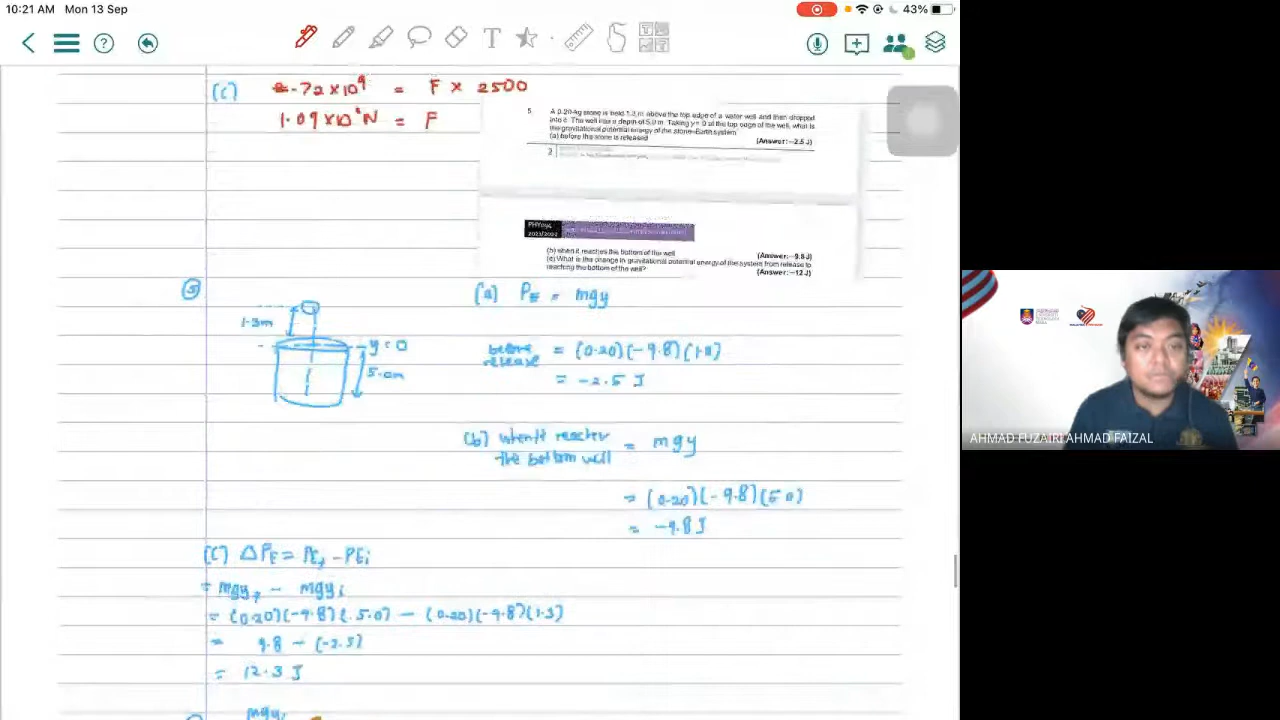 10:21 AM Mon 13 Sep
43%
(c) 2.72×10⁹ = F × 2500
N = F
5. A 0.20-kg stone is held 1.3 m above the top edge of a water well and then dropped
into it. The well has a depth of 5.0 m. Taking y = 0 at the top edge of the well, what is
the gravitational potential energy of the stone–Earth system
(a) before the stone is released
(Answer: –2.5 J)
2
2021/2022
(b) when it reaches the bottom of the well
(Answer: –9.8 J)
(c) What is the change in gravitational potential energy of the system from release to
reaching the bottom of the well?
(Answer: –12 J)
5
1.3m
y=0
5.0m
(a) PE = mgy
before release = (0.20)(-9.8)(1.3)
= -2.5 J
(b) when it reaches
the bottom well = mgy
= (0.20)(-9.8)(5.0)
= -9.8 J
(c) ΔPE = PEf - PEi
= mgyf - mgyi
= (0.20)(-9.8)(-5.0) - (0.20)(-9.8)(1.3)
= 9.8 - (-2.5)
= 12.3 J
mgyi
AHMAD FUZAIRI AHMAD FAIZAL